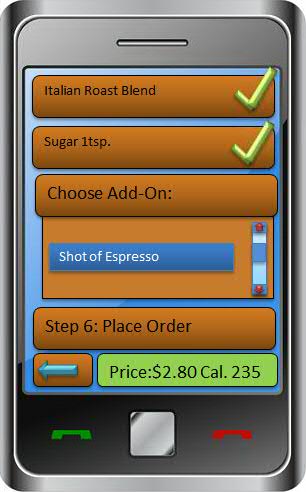 Italian Roast Blend
Sugar 1tsp.
Choose Add-On:
Shot of Espresso
Step 6: Place Order
Price:$2.80 Cal. 235